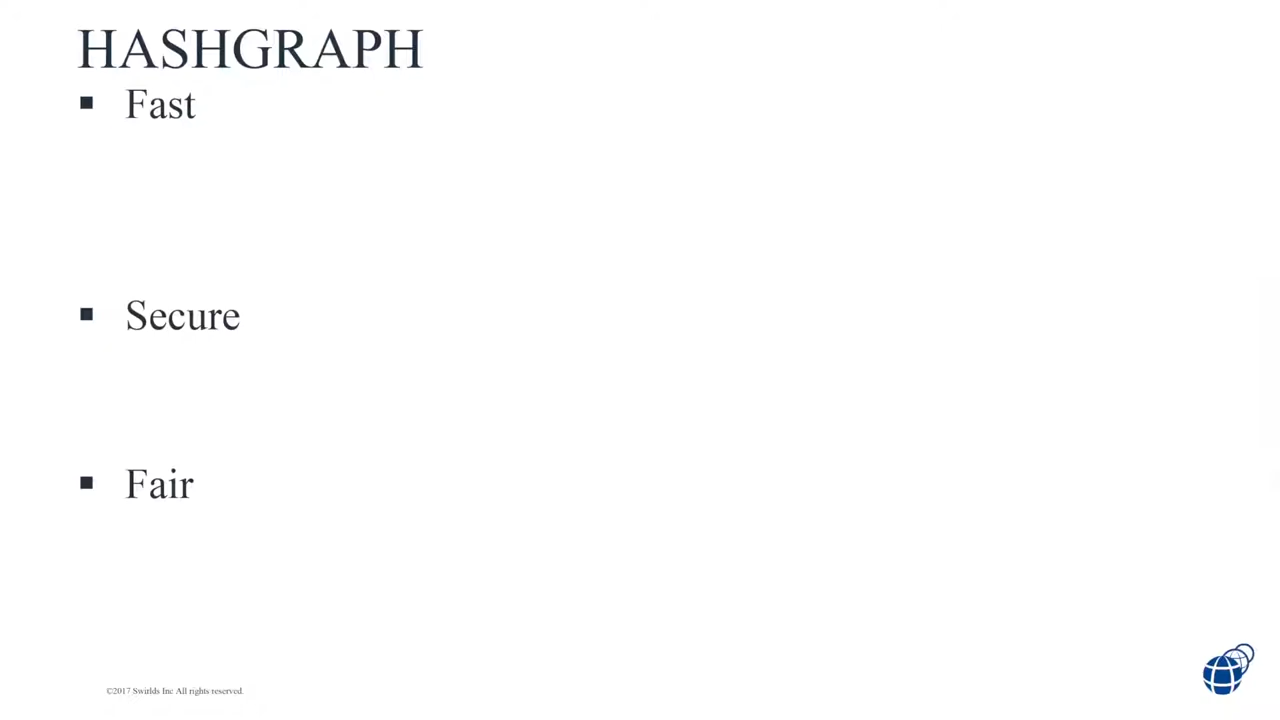 HASHGRAPH
▪ Fast
▪ Secure
▪ Fair
©2017 Swirlds Inc All rights reserved.